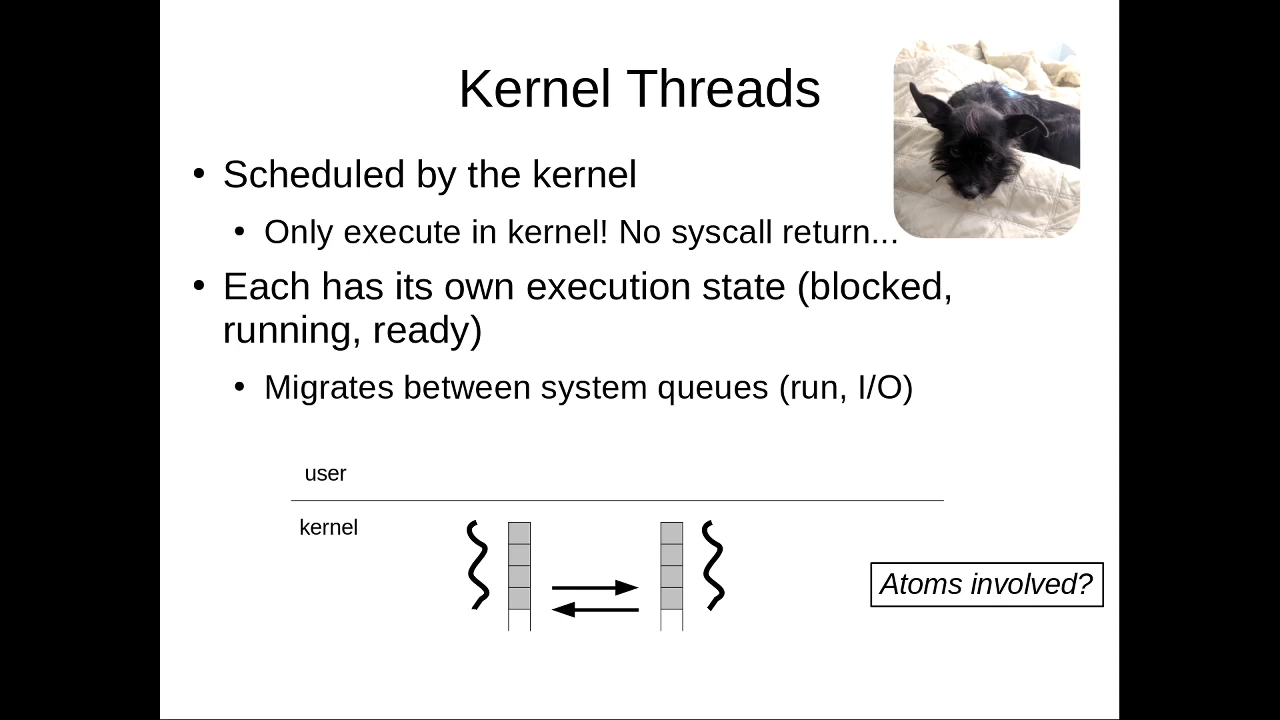 Kernel Threads
• Scheduled by the kernel
• Only execute in kernel! No syscall return...
• Each has its own execution state (blocked,
running, ready)
• Migrates between system queues (run, I/O)
user
kernel
Atoms involved?